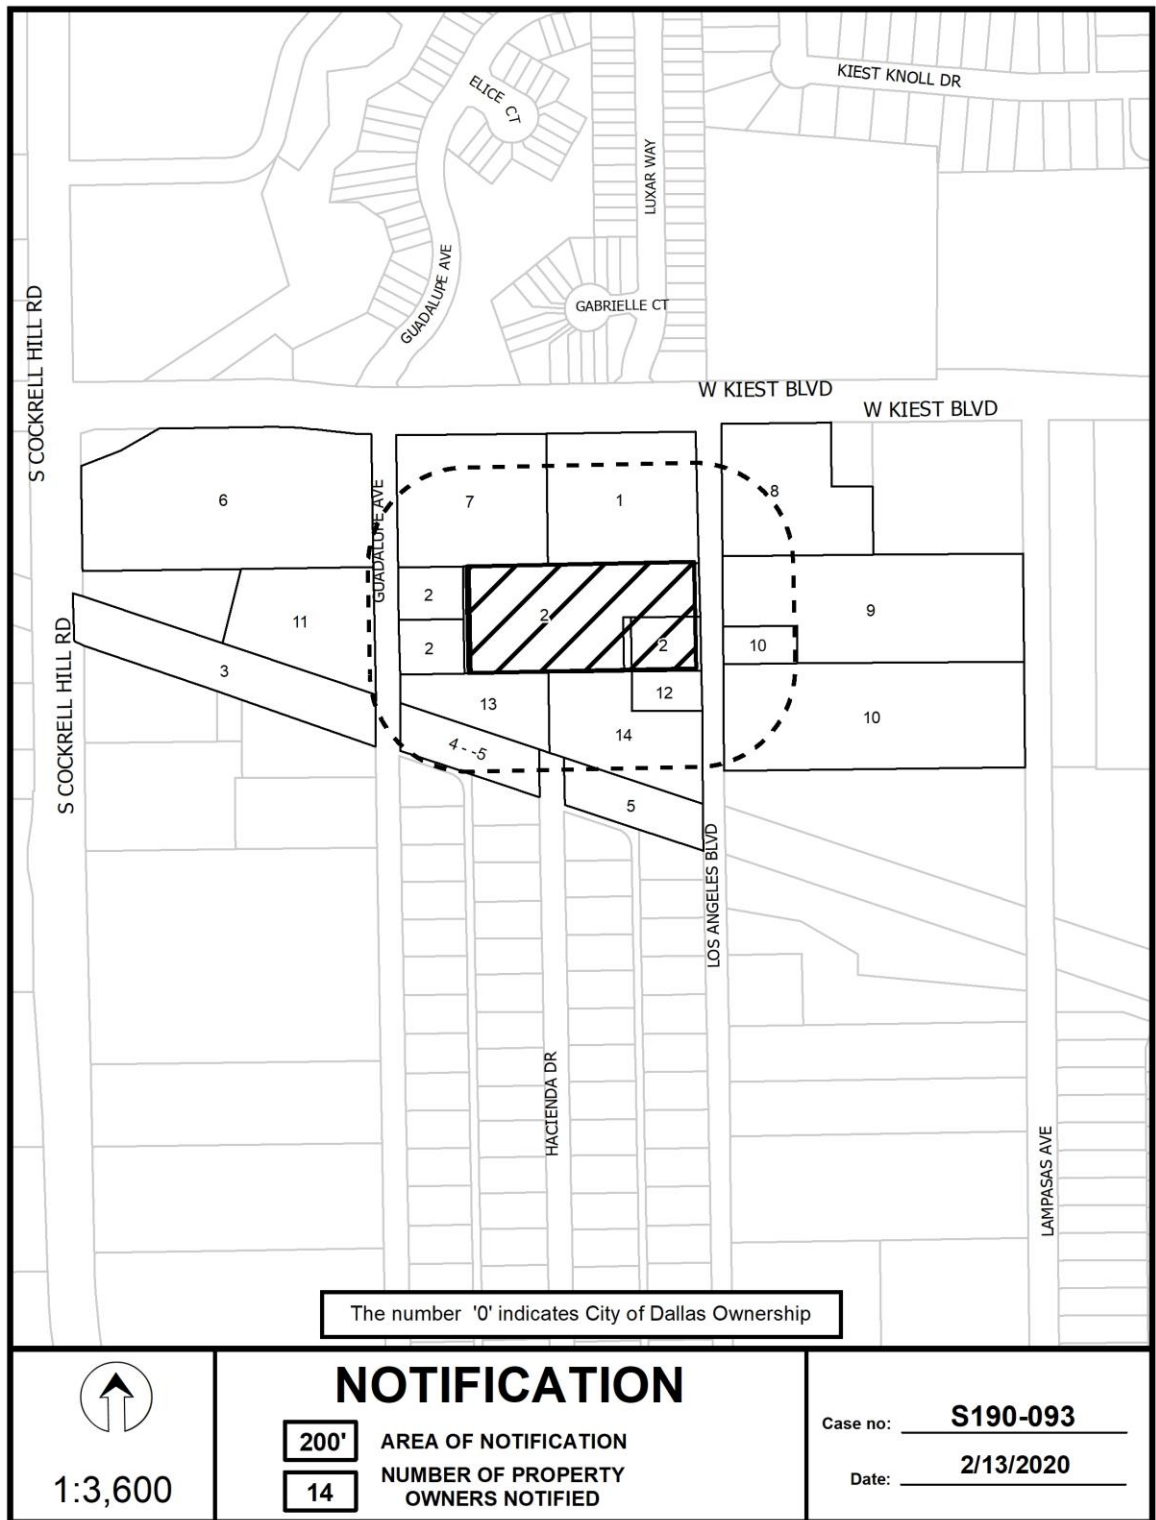 KIEST KNOLL DR
ELICE CT
LUXAR WAY
GUADALUPE AVE
GABRIELLE CT
S COCKRELL HILL RD
W KIEST BLVD
W KIEST BLVD
GUADALUPE AVE
6
7
1
8
2
2
9
11
2
2
10
3
12
13
10
14
4 - -5
5
S COCKRELL HILL RD
LOS ANGELES BLVD
HACIENDA DR
LAMPASAS AVE
The number '0' indicates City of Dallas Ownership
1:3,600
NOTIFICATION
200' AREA OF NOTIFICATION
14 NUMBER OF PROPERTY
OWNERS NOTIFIED
Case no: S190-093
Date: 2/13/2020